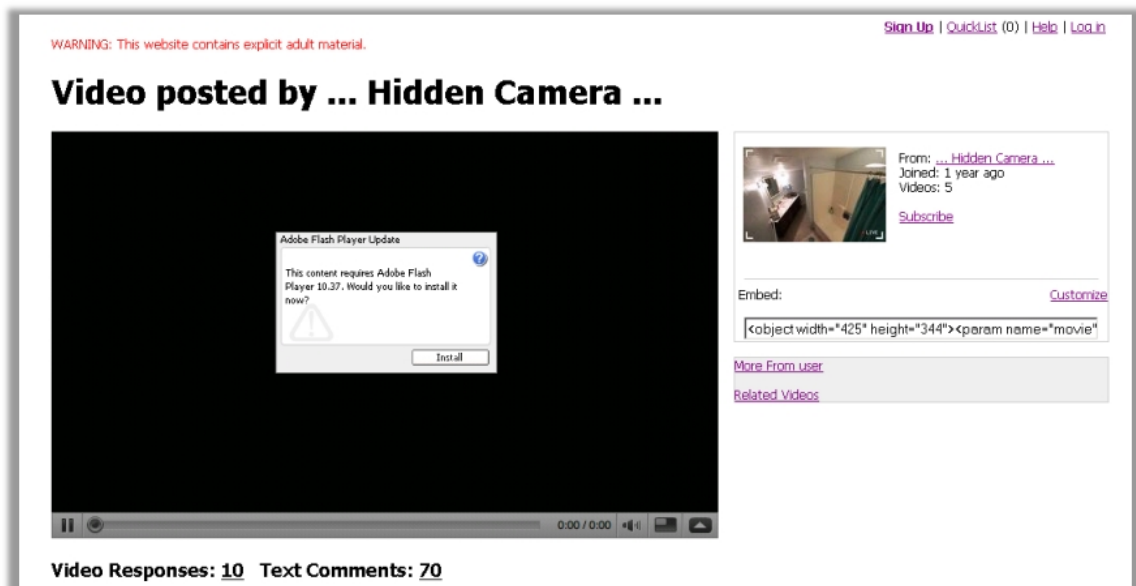 Sign Up | QuickList (0) | Help | Log in
WARNING: This website contains explicit adult material.
Video posted by ... Hidden Camera ...
Adobe Flash Player Update
This content requires Adobe Flash
Player 10.37. Would you like to install it
now?
Install
0:00 / 0:00
LIVE
From: ... Hidden Camera ...
Joined: 1 year ago
Videos: 5
Subscribe
Embed:
Customize
<object width="425" height="344"><param name="movie"
More From user
Related Videos
Video Responses: 10 Text Comments: 70